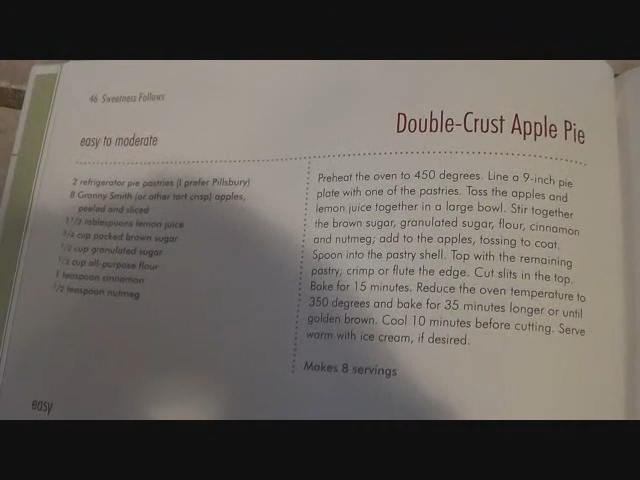 46 Sweetness Follows
Double-Crust Apple Pie
easy to moderate
2 refrigerator pie pastries (I prefer Pillsbury)
8 Granny Smith (or other tart crisp) apples,
peeled and sliced
1 1/2 tablespoons lemon juice
3/4 cup packed brown sugar
1/2 cup granulated sugar
1/2 cup all-purpose flour
1 teaspoon cinnamon
1/2 teaspoon nutmeg
Preheat the oven to 450 degrees. Line a 9-inch pie
plate with one of the pastries. Toss the apples and
lemon juice together in a large bowl. Stir together
the brown sugar, granulated sugar, flour, cinnamon
and nutmeg; add to the apples, tossing to coat.
Spoon into the pastry shell. Top with the remaining
pastry; crimp or flute the edge. Cut slits in the top.
Bake for 15 minutes. Reduce the oven temperature to
350 degrees and bake for 35 minutes longer or until
golden brown. Cool 10 minutes before cutting. Serve
warm with ice cream, if desired.
Makes 8 servings
easy